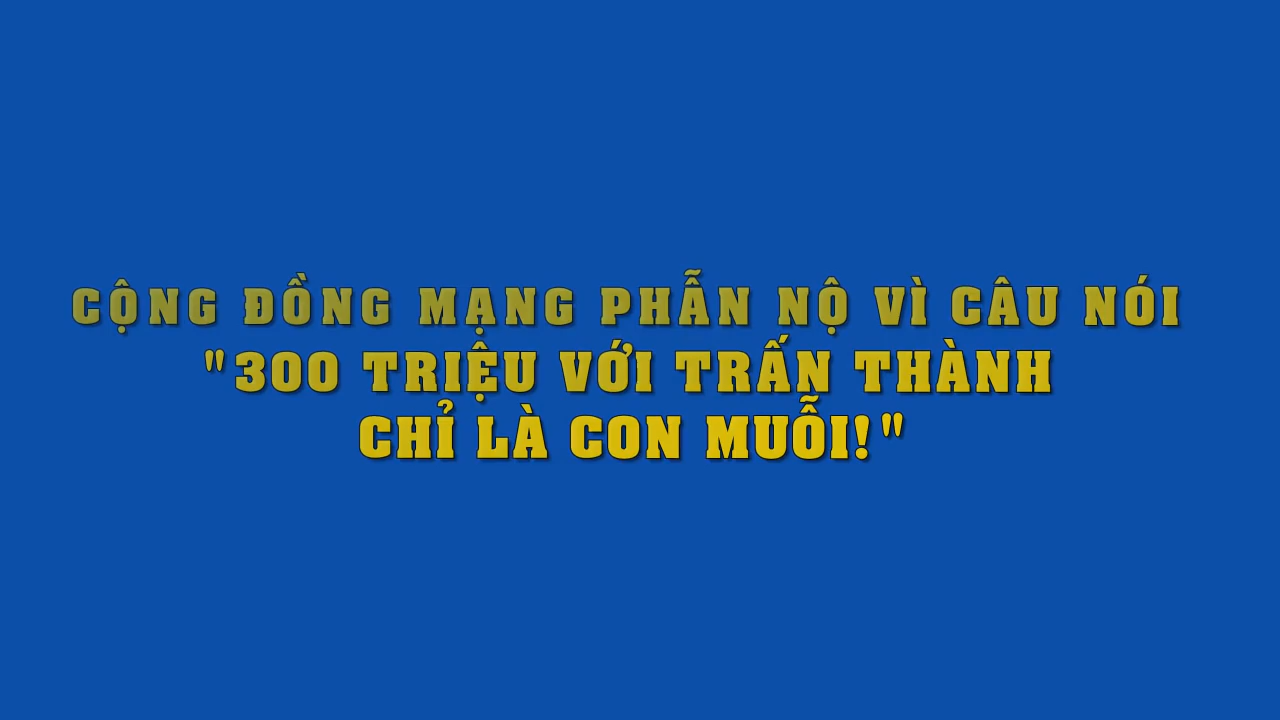 CỘNG ĐỒNG MẠNG PHẪN NỘ VÌ CÂU NÓI
"300 TRIỆU VỚI TRẤN THÀNH
CHỈ LÀ CON MUỖI!"